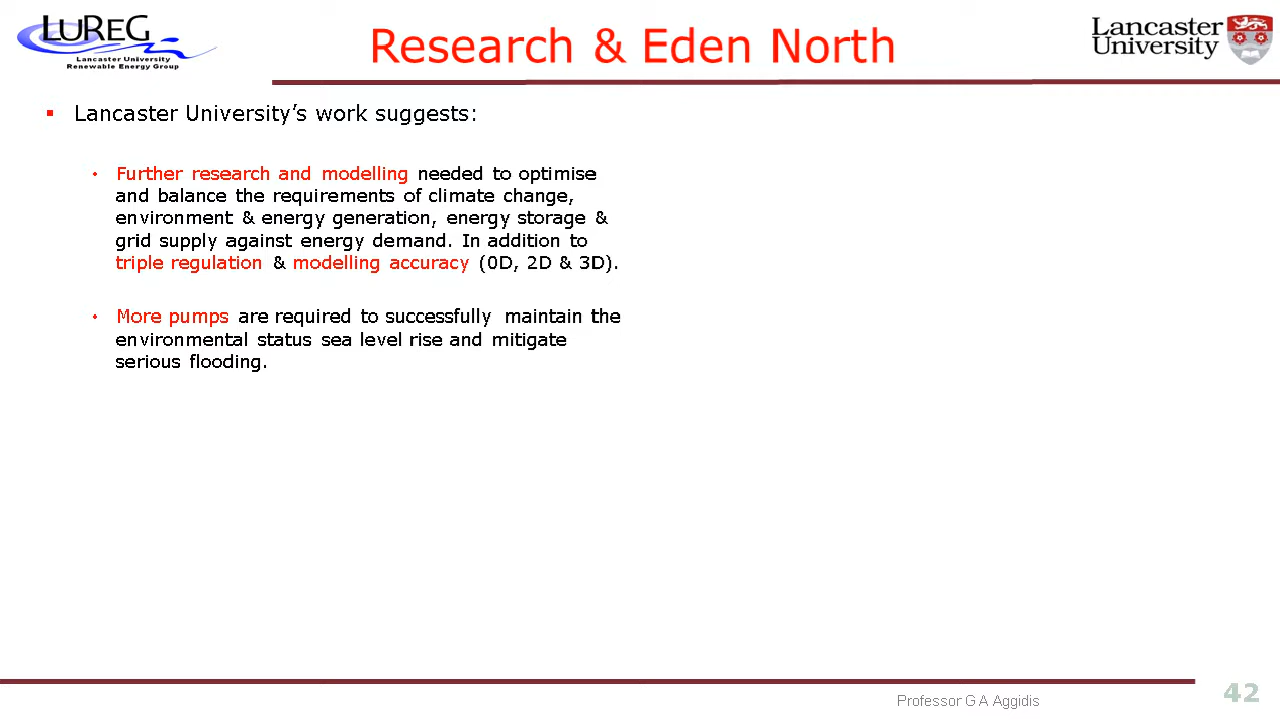 LUREG
Lancaster University
Renewable Energy Group
Research & Eden North
Lancaster
University
Lancaster University's work suggests:
Further research and modelling needed to optimise
and balance the requirements of climate change,
environment & energy generation, energy storage &
grid supply against energy demand. In addition to
triple regulation & modelling accuracy (0D, 2D & 3D).
More pumps are required to successfully maintain the
environmental status sea level rise and mitigate
serious flooding.
Professor G A Aggidis
42